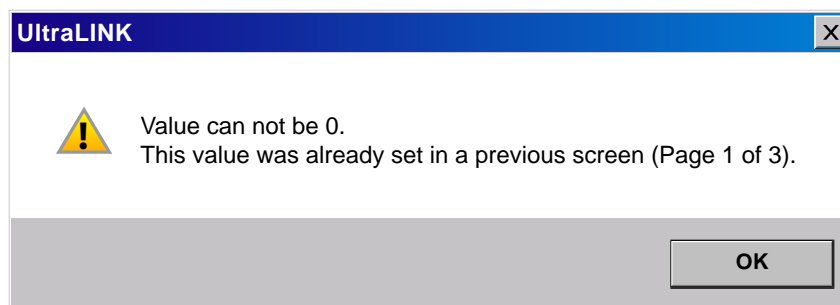 UltraLINK
X
Value can not be 0.
This value was already set in a previous screen (Page 1 of 3).
OK